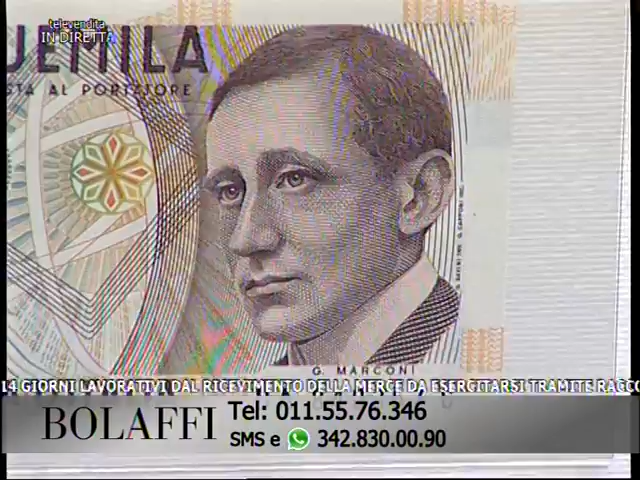 televendita
IN DIRETTA
UEMILA
STA AL PORTATORE
G. MARCONI
14 GIORNI LAVORATIVI DAL RICEVIMENTO DELLA MERCE DA ESERCITARSI TRAMITE RACCO
BOLAFFI
Tel: 011.55.76.346
SMS e 342.830.00.90